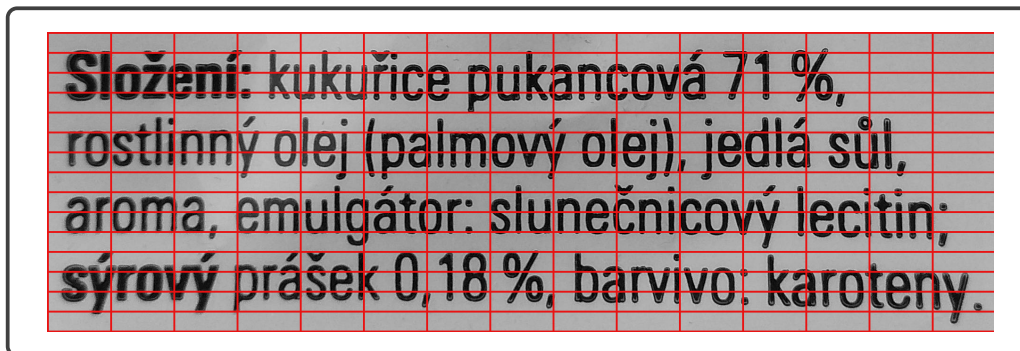 Složení: kukuřice pukancová 71 %,
rostlinný olej (palmový olej), jedlá sůl,
aroma, emulgátor: slunečnicový lecitin;
sýrový prášek 0,18 %, barvivo: karoteny.